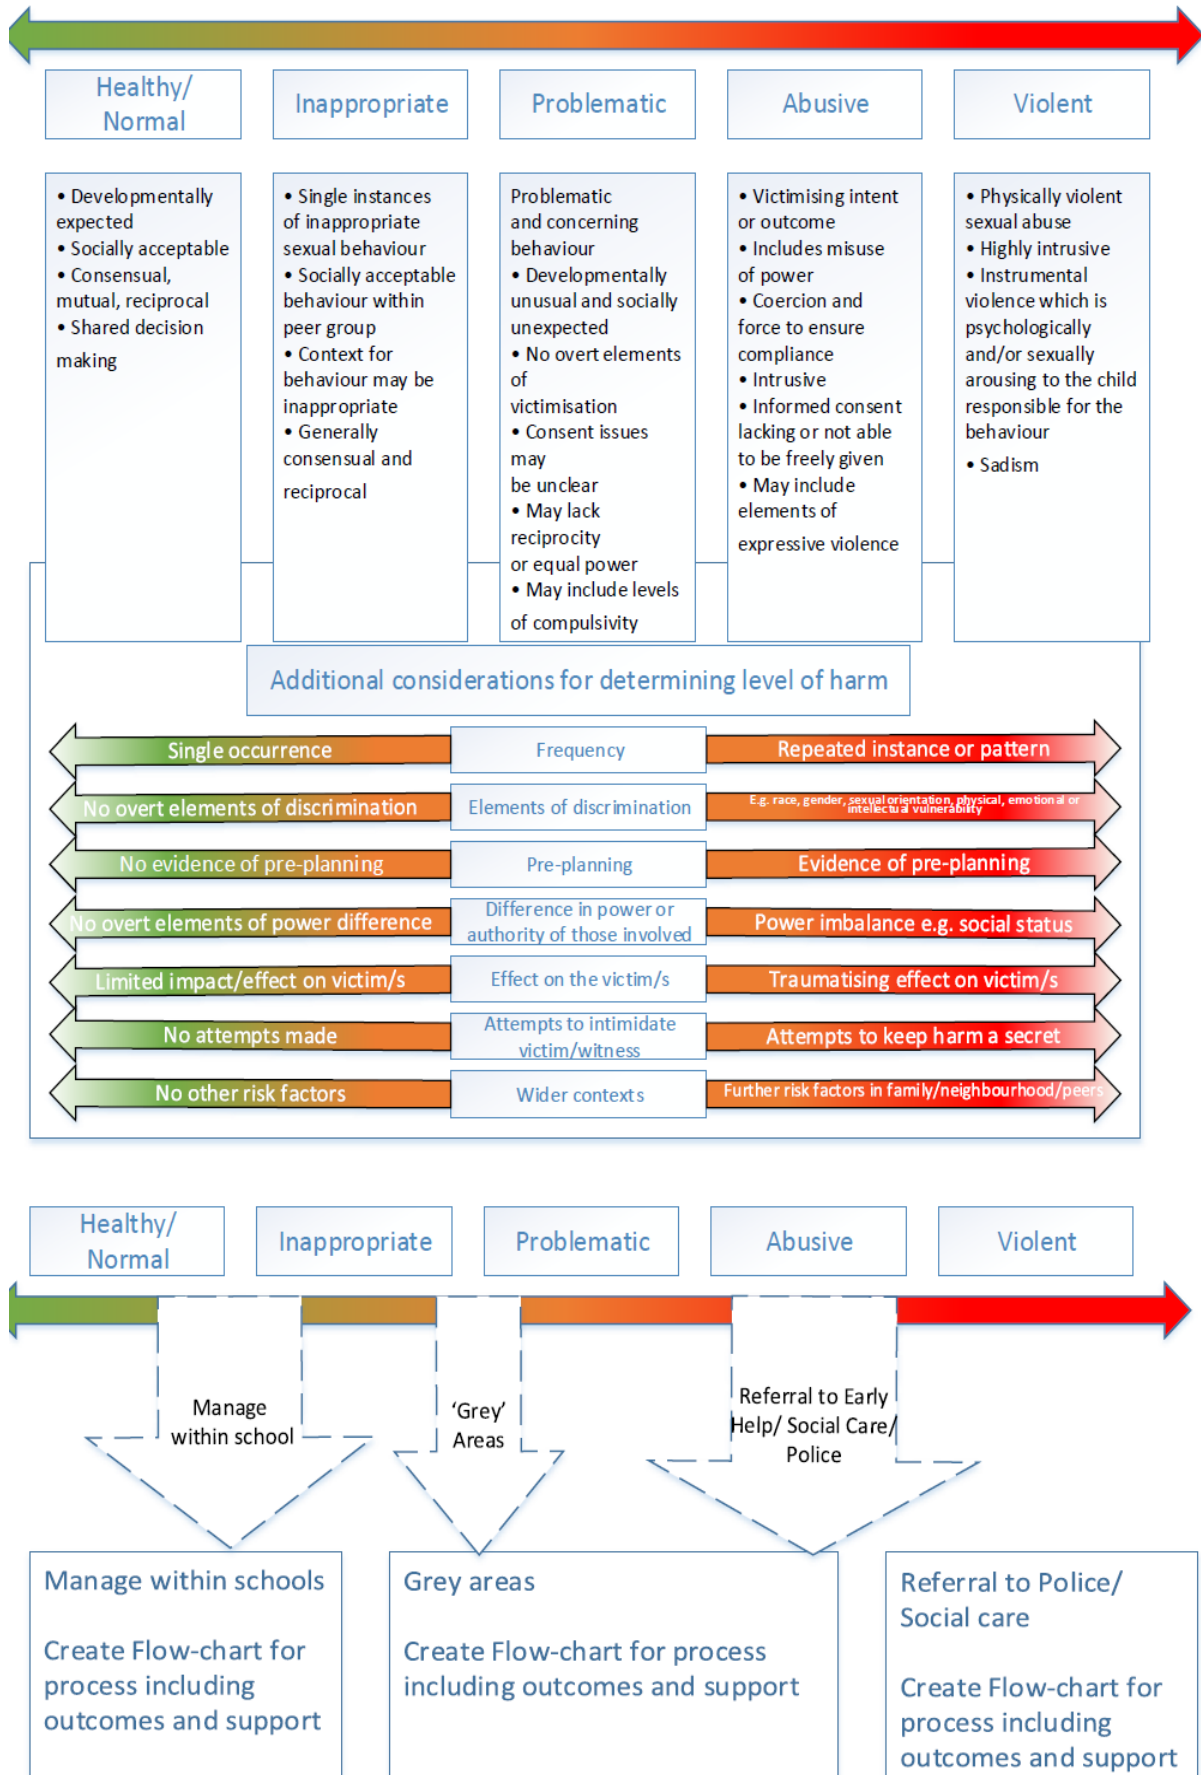 Healthy/
Normal
Inappropriate
Problematic
Abusive
Violent
• Developmentally
expected
• Socially acceptable
• Consensual,
mutual, reciprocal
• Shared decision
making
• Single instances
of inappropriate
sexual behaviour
• Socially acceptable
behaviour within
peer group
• Context for
behaviour may be
inappropriate
• Generally
consensual and
reciprocal
Problematic
and concerning
behaviour
• Developmentally
unusual and socially
unexpected
• No overt elements
of
victimisation
• Consent issues
may
be unclear
• May lack
reciprocity
or equal power
• May include levels
of compulsivity
• Victimising intent
or outcome
• Includes misuse
of power
• Coercion and
force to ensure
compliance
• Intrusive
• Informed consent
lacking or not able
to be freely given
• May include
elements of
expressive violence
• Physically violent
sexual abuse
• Highly intrusive
• Instrumental
violence which is
psychologically
and/or sexually
arousing to the child
responsible for the
behaviour
• Sadism
Additional considerations for determining level of harm
Single occurrence
Frequency
Repeated instance or pattern
No overt elements of discrimination
Elements of discrimination
E.g. race, gender, sexual orientation, physical, emotional or
intellectual vulnerability
No evidence of pre-planning
Pre-planning
Evidence of pre-planning
No overt elements of power difference
Difference in power or
authority of those involved
Power imbalance e.g. social status
Limited impact/effect on victim/s
Effect on the victim/s
Traumatising effect on victim/s
No attempts made
Attempts to intimidate
victim/witness
Attempts to keep harm a secret
No other risk factors
Wider contexts
Further risk factors in family/neighbourhood/peers
Healthy/
Normal
Inappropriate
Problematic
Abusive
Violent
Manage
within school
'Grey'
Areas
Referral to Early
Help/ Social Care/
Police
Manage within schools
Create Flow-chart for
process including
outcomes and support
Grey areas
Create Flow-chart for process
including outcomes and support
Referral to Police/
Social care
Create Flow-chart for
process including
outcomes and support